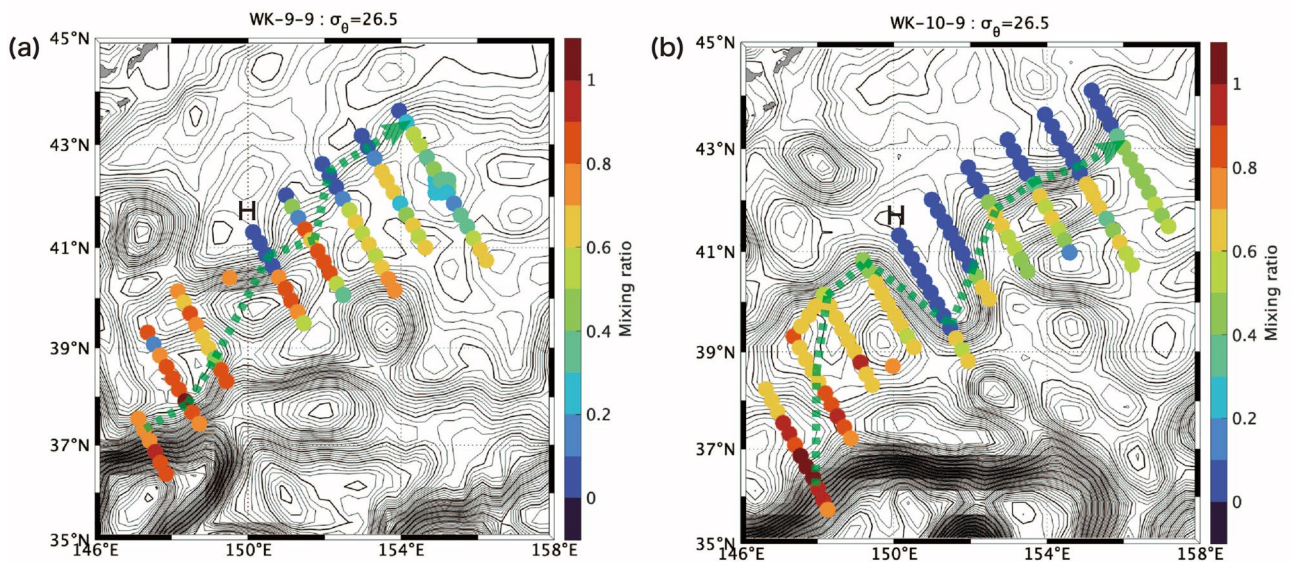 (a)
WK-9-9 : σθ=26.5
45°N
43°N
41°N
39°N
37°N
35°N
146°E
150°E
154°E
158°E
H
1
0.8
0.6
0.4
0.2
0
Mixing ratio
(b)
WK-10-9 : σθ=26.5
45°N
43°N
41°N
39°N
37°N
35°N
146°E
150°E
154°E
158°E
H
1
0.8
0.6
0.4
0.2
0
Mixing ratio